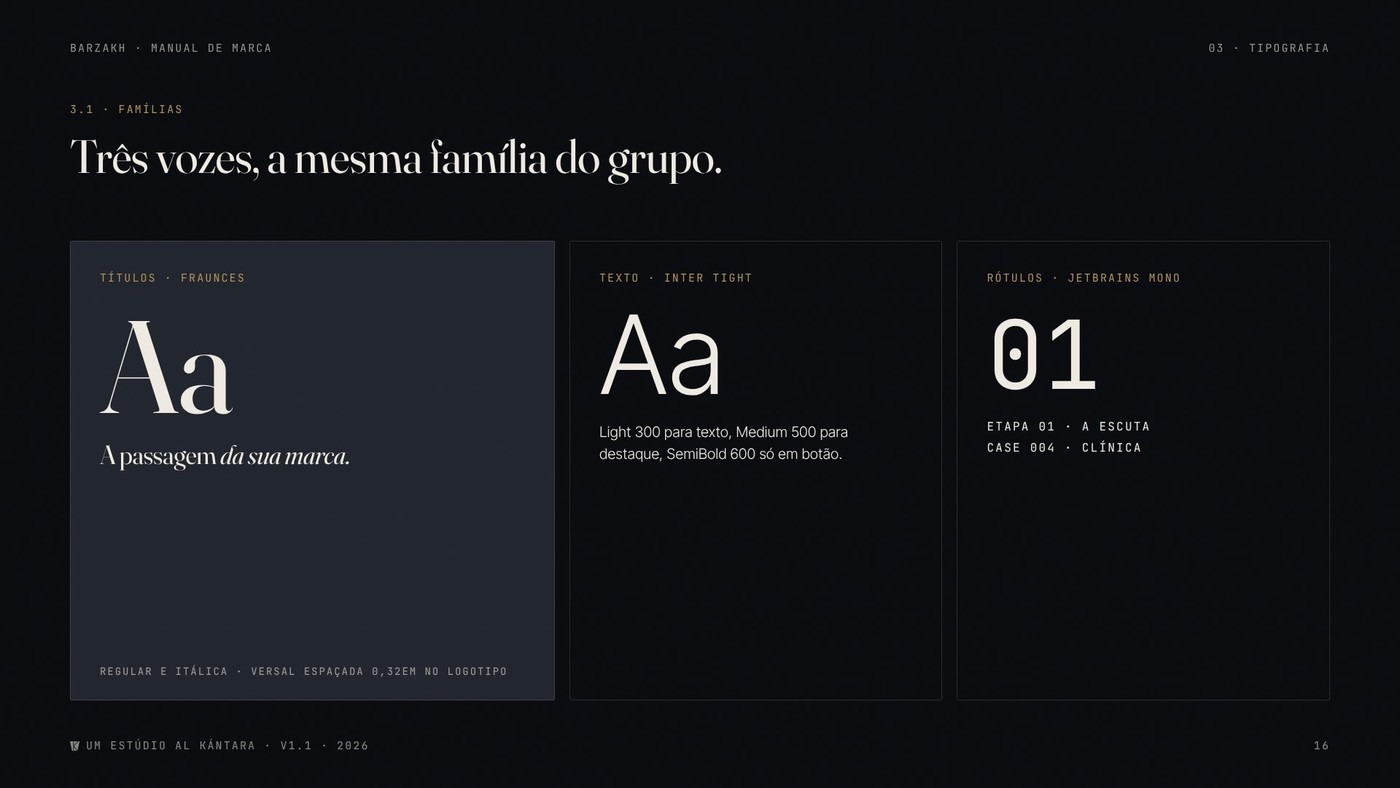 BARZAKH · MANUAL DE MARCA
03 · TIPOGRAFIA
3.1 · FAMÍLIAS
Três vozes, a mesma família do grupo.
TÍTULOS · FRAUNCES
Aa
A passagem da sua marca.
REGULAR E ITÁLICA · VERSAL ESPAÇADA 0,32EM NO LOGOTIPO
TEXTO · INTER TIGHT
Aa
Light 300 para texto, Medium 500 para
destaque, SemiBold 600 só em botão.
RÓTULOS · JETBRAINS MONO
01
ETAPA 01 · A ESCUTA
CASE 004 · CLÍNICA
UM ESTÚDIO AL KÁNTARA · V1.1 · 2026
16